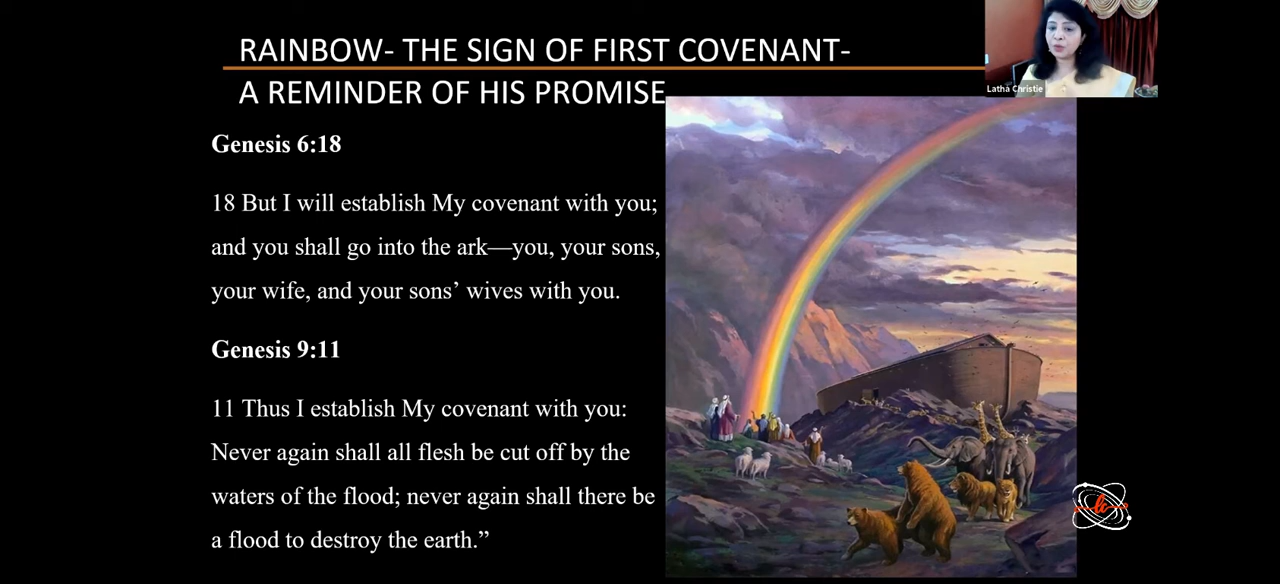 RAINBOW- THE SIGN OF FIRST COVENANT-
A REMINDER OF HIS PROMISE
Latha Christie
Genesis 6:18
18 But I will establish My covenant with you;
and you shall go into the ark—you, your sons,
your wife, and your sons’ wives with you.
Genesis 9:11
11 Thus I establish My covenant with you:
Never again shall all flesh be cut off by the
waters of the flood; never again shall there be
a flood to destroy the earth.”